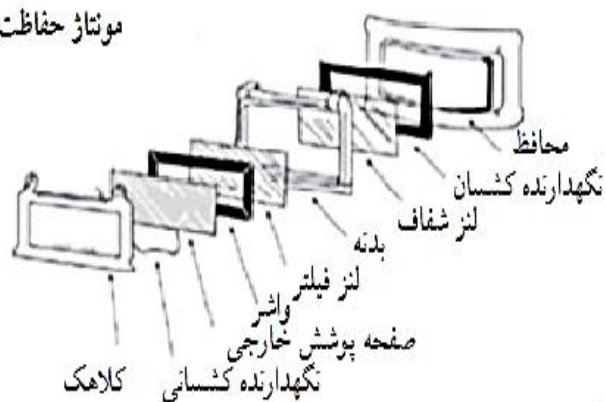 مونتاژ حفاظت
محافظ
نگهدارنده کشسان
لنز شفاف
بدنه
لنز فیلتر
واشر
صفحه پوشش خارجی
نگهدارنده کشسانی
کلاهک